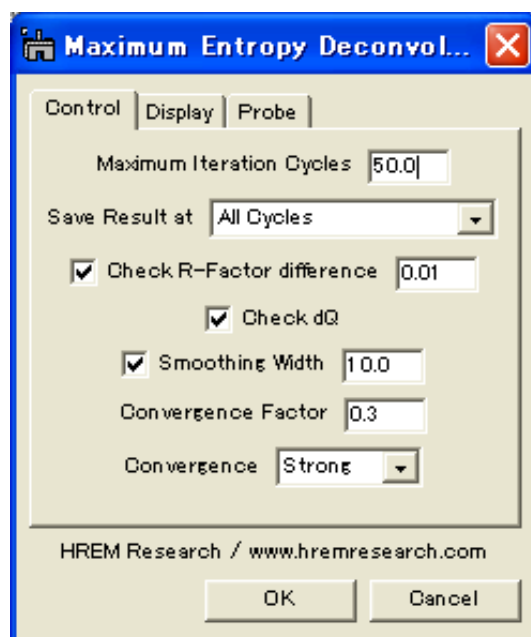 Maximum Entropy Deconvol...
Control Display Probe
Maximum Iteration Cycles 50.0
Save Result at All Cycles
Check R-Factor difference 0.01
Check dQ
Smoothing Width 10.0
Convergence Factor 0.3
Convergence Strong
HREM Research / www.hremresearch.com
OK Cancel